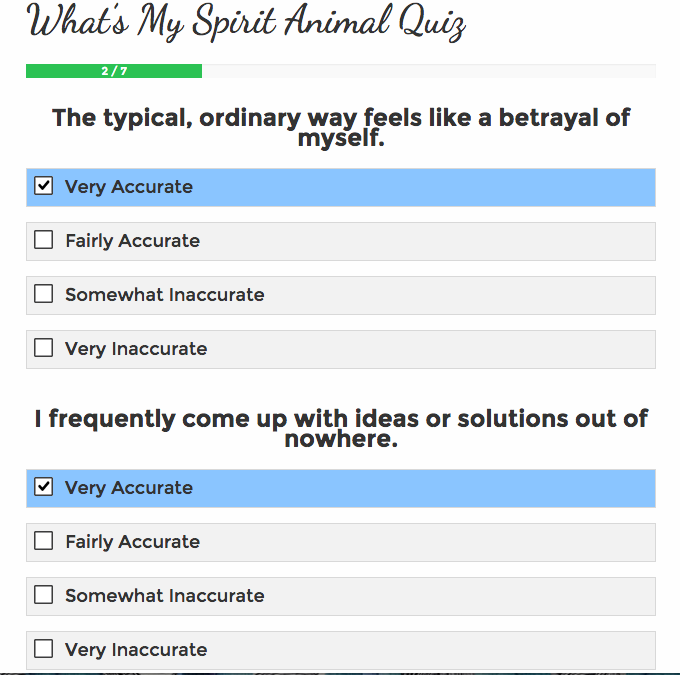 What's My Spirit Animal Quiz
2 / 7
The typical, ordinary way feels like a betrayal of
myself.
Very Accurate
Fairly Accurate
Somewhat Inaccurate
Very Inaccurate
I frequently come up with ideas or solutions out of
nowhere.
Very Accurate
Fairly Accurate
Somewhat Inaccurate
Very Inaccurate